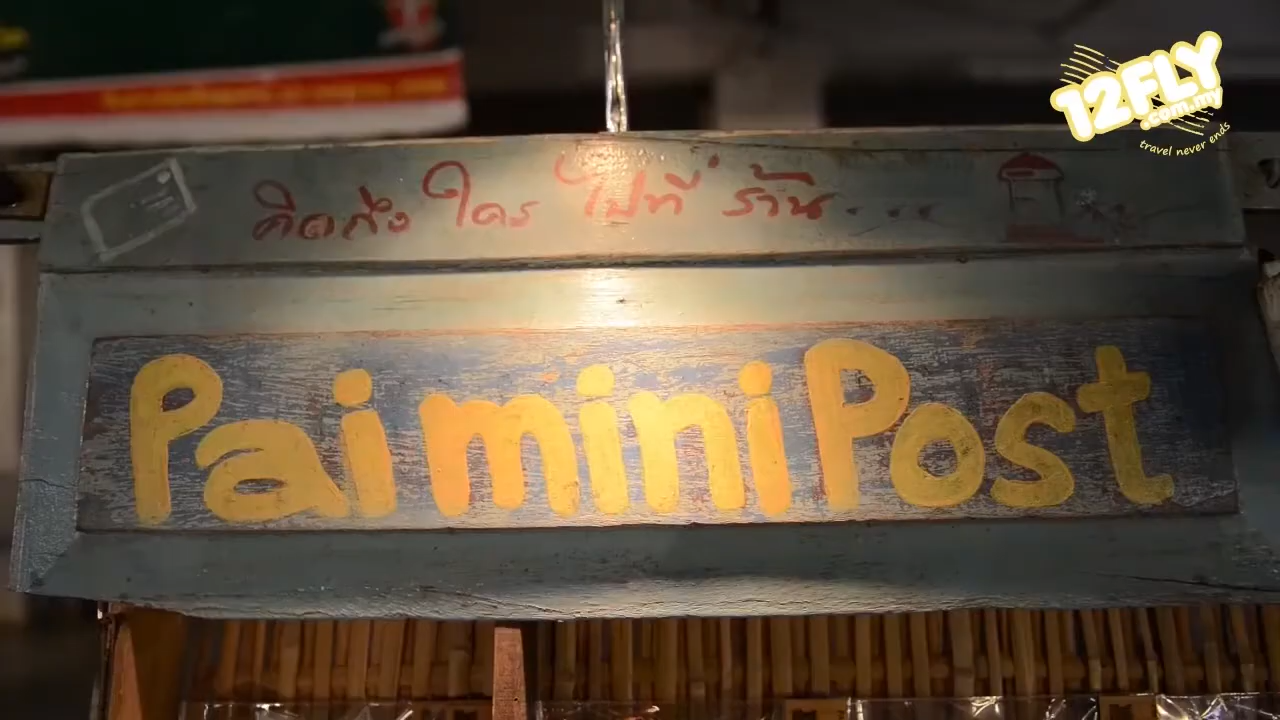 12FLY
.com.my
travel never ends
คิดถึง ใคร ไปที่ ร้าน...
Pai mini Post